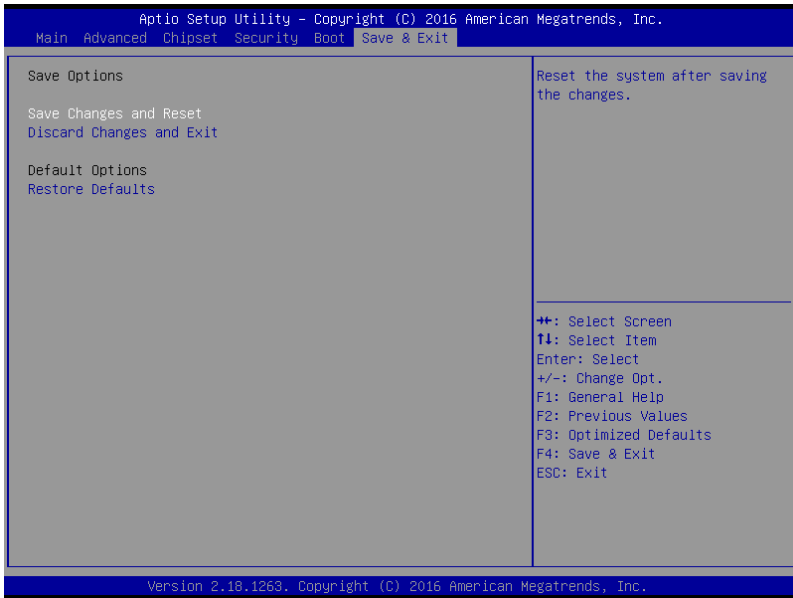 Aptio Setup Utility – Copyright (C) 2016 American Megatrends, Inc.
Main Advanced Chipset Security Boot Save & Exit
Save Options
Save Changes and Reset
Discard Changes and Exit
Default Options
Restore Defaults
Reset the system after saving
the changes.
→←: Select Screen
↑↓: Select Item
Enter: Select
+/-: Change Opt.
F1: General Help
F2: Previous Values
F3: Optimized Defaults
F4: Save & Exit
ESC: Exit
Version 2.18.1263. Copyright (C) 2016 American Megatrends, Inc.